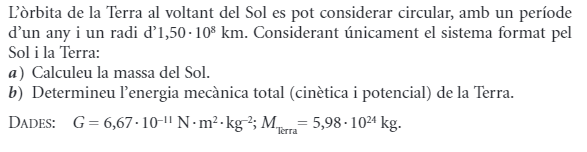 L'òrbita de la Terra al voltant del Sol es pot considerar circular, amb un període
d'un any i un radi d'1,50·10⁸ km. Considerant únicament el sistema format pel
Sol i la Terra:
a) Calculeu la massa del Sol.
b) Determineu l'energia mecànica total (cinètica i potencial) de la Terra.
DADES: G = 6,67·10⁻¹¹ N·m²·kg⁻²; M_Terra = 5,98·10²⁴ kg.